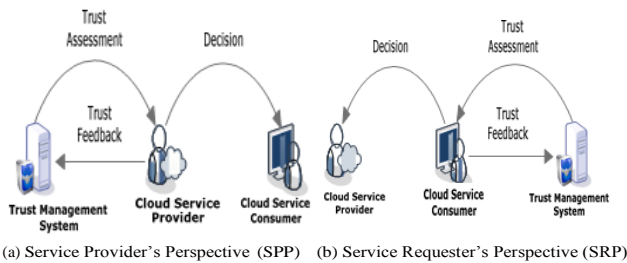 Trust
Assessment
Decision
Trust
Feedback
Trust Management
System
Cloud Service
Provider
Cloud Service
Consumer
(a) Service Provider's Perspective (SPP)
Decision
Trust
Assessment
Trust
Feedback
Cloud Service
Provider
Cloud Service
Consumer
Trust Management
System
(b) Service Requester's Perspective (SRP)